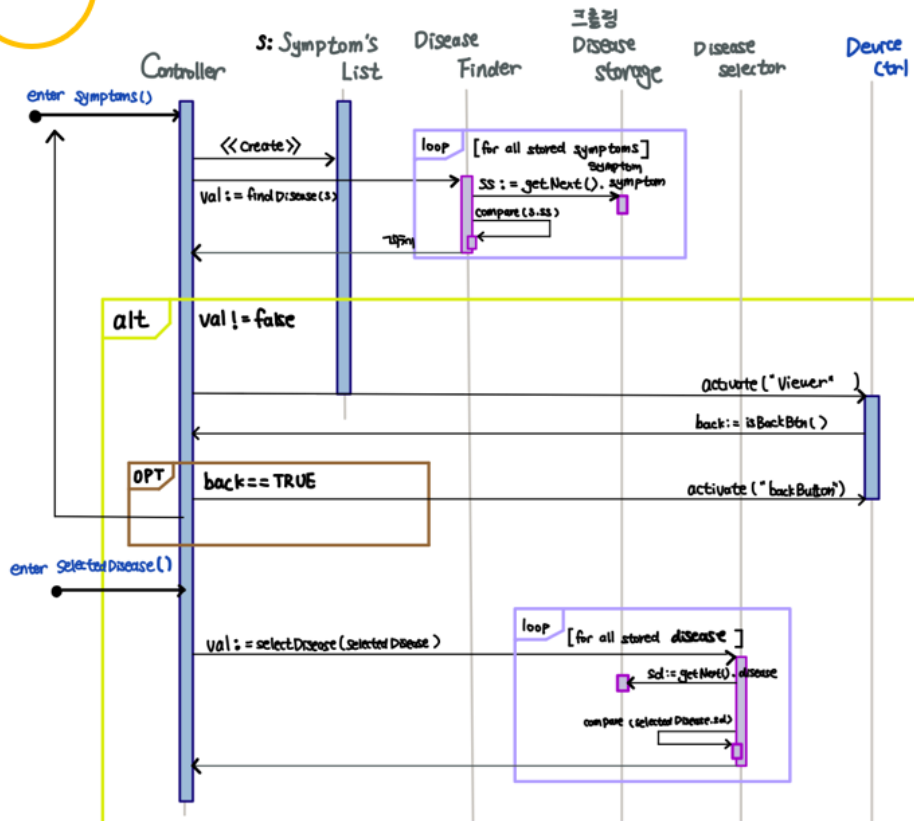 크롤링
S: Symptom's List
Disease Finder
Disease storage
Disease selector
Device Ctrl
Controller
enter symptoms()
<<Create>>
loop
[for all stored symptoms]
symptom
val := findDisease(s)
ss := getNext().symptom
compare(s.ss)
alt
val != false
activate("Viewer" )
back := isBackBtn()
OPT
back == TRUE
activate("backButton")
enter SelectedDisease()
loop
[for all stored disease ]
val := selectDisease(selectedDisease)
sd := getNext().disease
compare(selectedDisease.sd)